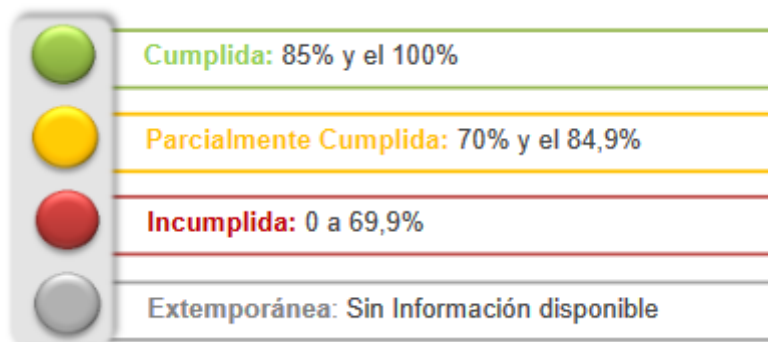 Cumplida: 85% y el 100%
Parcialmente Cumplida: 70% y el 84,9%
Incumplida: 0 a 69,9%
Extemporánea: Sin Información disponible